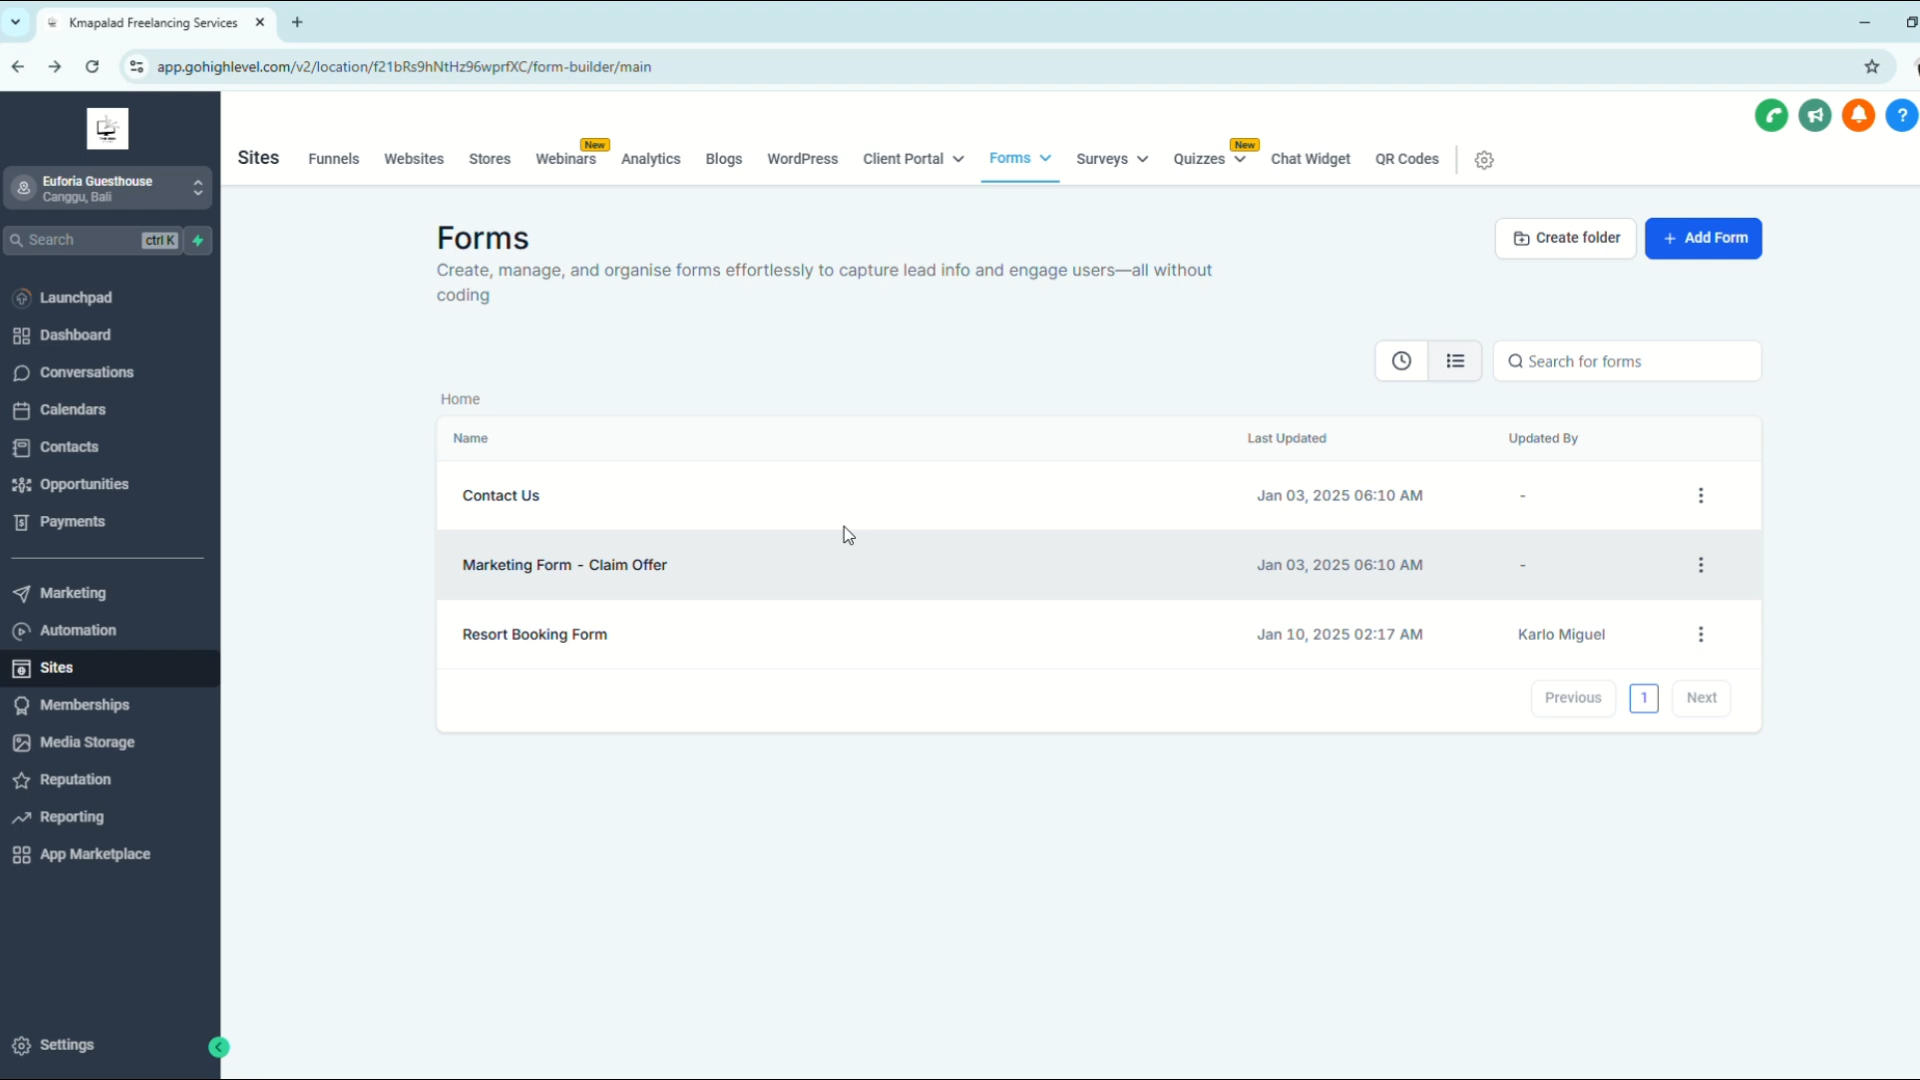 Kmapalad Freelancing Services
app.gohighlevel.com/v2/location/f21bRs9hNtHz96wprfXC/form-builder/main
Euforia Guesthouse
Canggu, Bali
Search ctrl K
Launchpad
Dashboard
Conversations
Calendars
Contacts
Opportunities
Payments
Marketing
Automation
Sites
Memberships
Media Storage
Reputation
Reporting
App Marketplace
Settings
New New
Sites Funnels Websites Stores Webinars Analytics Blogs WordPress Client Portal Forms Surveys Quizzes Chat Widget QR Codes
?
Forms
Create, manage, and organise forms effortlessly to capture lead info and engage users—all without
coding
Create folder + Add Form
Search for forms
Home
Name Last Updated Updated By
Contact Us Jan 03, 2025 06:10 AM -
Marketing Form - Claim Offer Jan 03, 2025 06:10 AM -
Resort Booking Form Jan 10, 2025 02:17 AM Karlo Miguel
Previous 1 Next